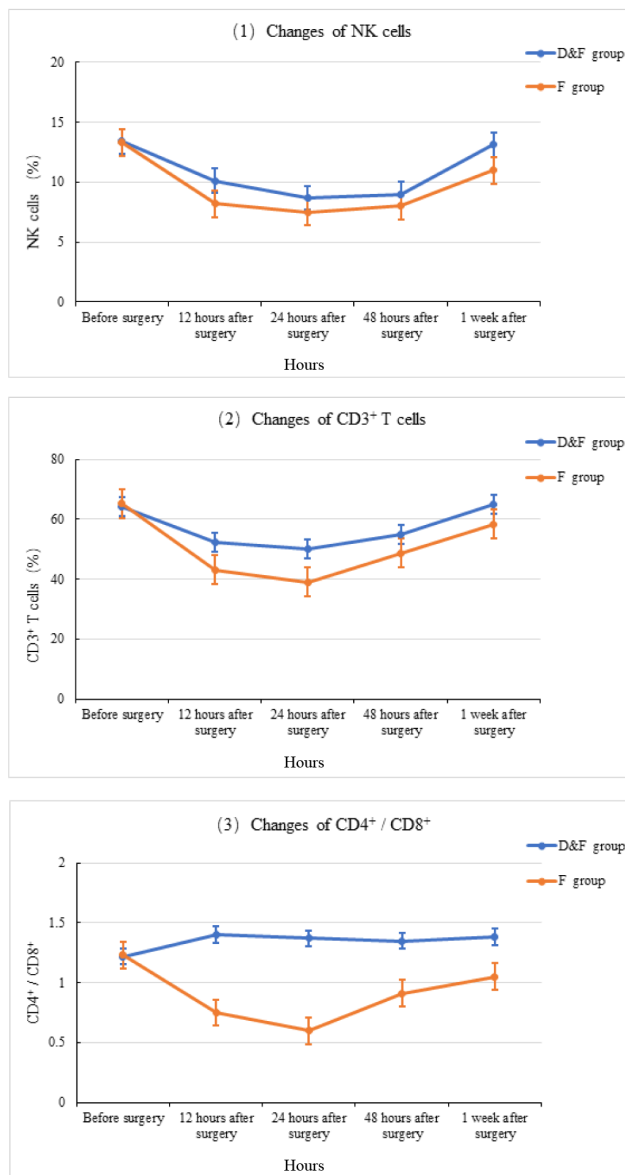 (1) Changes of NK cells
D&F group
F group
20
15
10
5
0
NK cells (%)
Before surgery
12 hours after surgery
24 hours after surgery
48 hours after surgery
1 week after surgery
Hours
(2) Changes of CD3⁺ T cells
D&F group
F group
80
60
40
20
0
CD3⁺ T cells (%)
Before surgery
12 hours after surgery
24 hours after surgery
48 hours after surgery
1 week after surgery
Hours
(3) Changes of CD4⁺ / CD8⁺
D&F group
F group
2
1.5
1
0.5
0
CD4⁺ / CD8⁺
Before surgery
12 hours after surgery
24 hours after surgery
48 hours after surgery
1 week after surgery
Hours